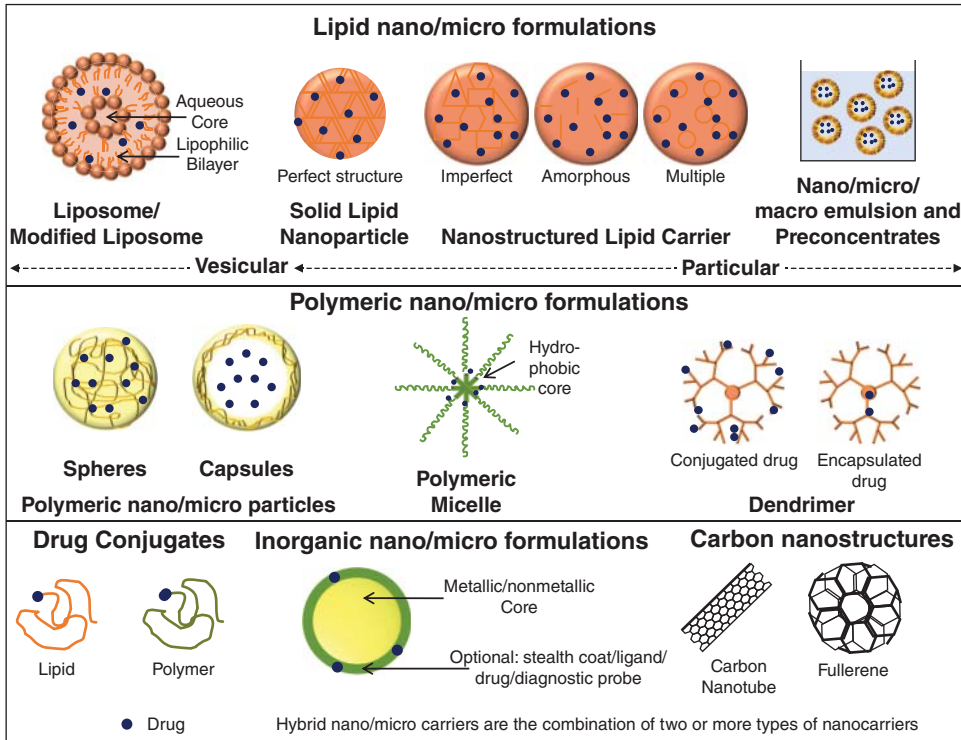 Lipid nano/micro formulations
Aqueous
Core
Lipophilic
Bilayer
Perfect structure
Imperfect
Amorphous
Multiple
Liposome/
Modified Liposome
Solid Lipid
Nanoparticle
Nanostructured Lipid Carrier
Nano/micro/
macro emulsion and
Preconcentrates
Vesicular
Particular
Polymeric nano/micro formulations
Hydro-
phobic
core
Spheres
Capsules
Polymeric nano/micro particles
Polymeric
Micelle
Conjugated drug
Encapsulated
drug
Dendrimer
Drug Conjugates
Lipid
Polymer
Inorganic nano/micro formulations
Metallic/nonmetallic
Core
Optional: stealth coat/ligand/
drug/diagnostic probe
Carbon nanostructures
Carbon
Nanotube
Fullerene
Drug
Hybrid nano/micro carriers are the combination of two or more types of nanocarriers